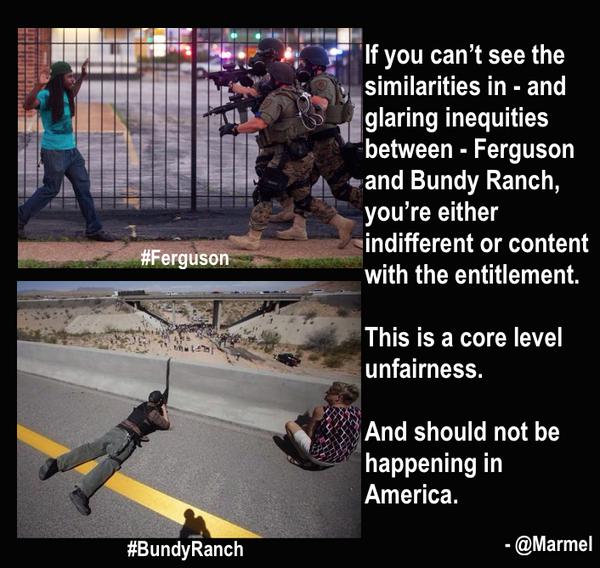 If you can't see the
similarities in - and
glaring inequities
between - Ferguson
and Bundy Ranch,
you're either
indifferent or content
with the entitlement.
This is a core level
unfairness.
And should not be
happening in
America.
- @Marmel
#Ferguson
#BundyRanch